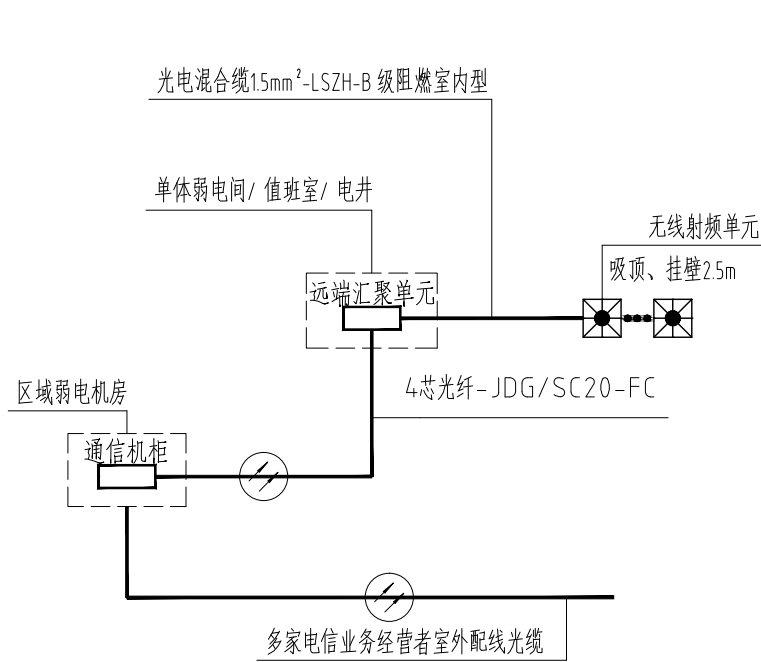 光电混合缆1.5mm²-LSZH-B 级阻燃室内型
单体弱电间/ 值班室/ 电井
无线射频单元
吸顶、挂壁2.5m
远端汇聚单元
4芯光纤-JDG/SC20-FC
区域弱电机房
通信机柜
多家电信业务经营者室外配线光缆